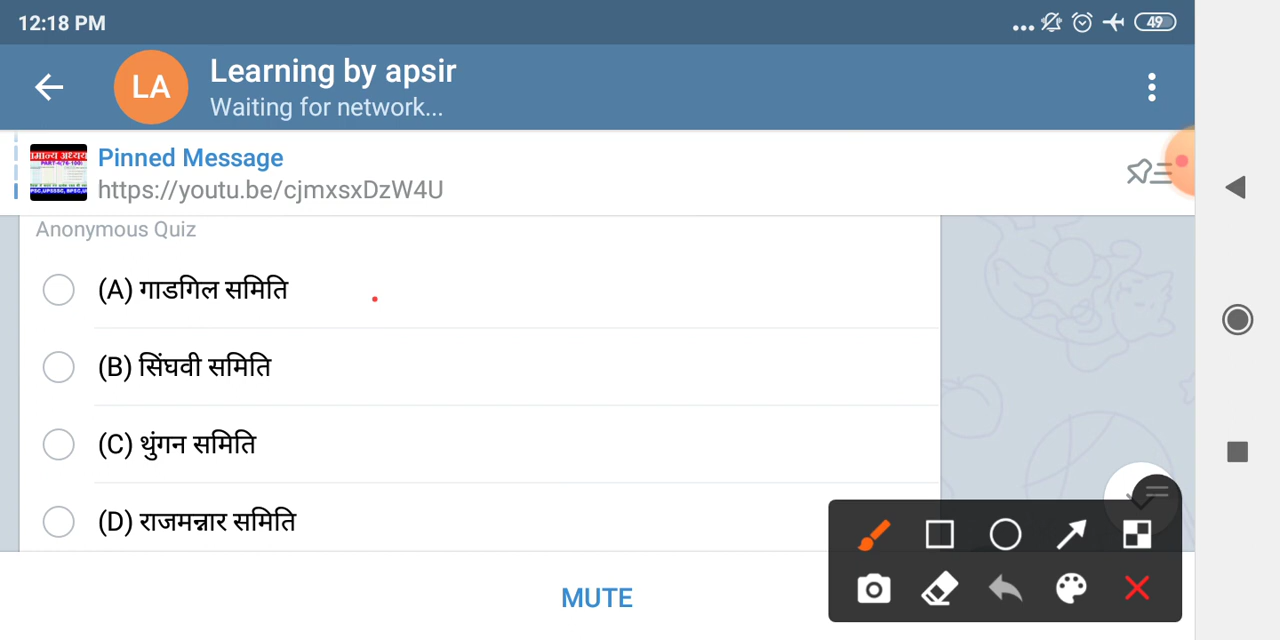 12:18 PM
49
LA
Learning by apsir
Waiting for network...
Pinned Message
https://youtu.be/cjmxsxDzW4U
Anonymous Quiz
(A) गाडगिल समिति
(B) सिंघवी समिति
(C) थुंगन समिति
(D) राजमन्नार समिति
MUTE